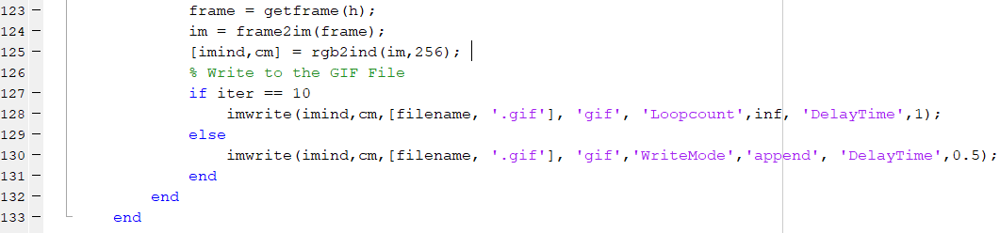 123 – frame = getframe(h);
124 – im = frame2im(frame);
125 – [imind,cm] = rgb2ind(im,256);
126 % Write to the GIF File
127 – if iter == 10
128 – imwrite(imind,cm,[filename, '.gif'], 'gif', 'Loopcount',inf, 'DelayTime',1);
129 – else
130 – imwrite(imind,cm,[filename, '.gif'], 'gif','WriteMode','append', 'DelayTime',0.5);
131 – end
132 – end
133 – end